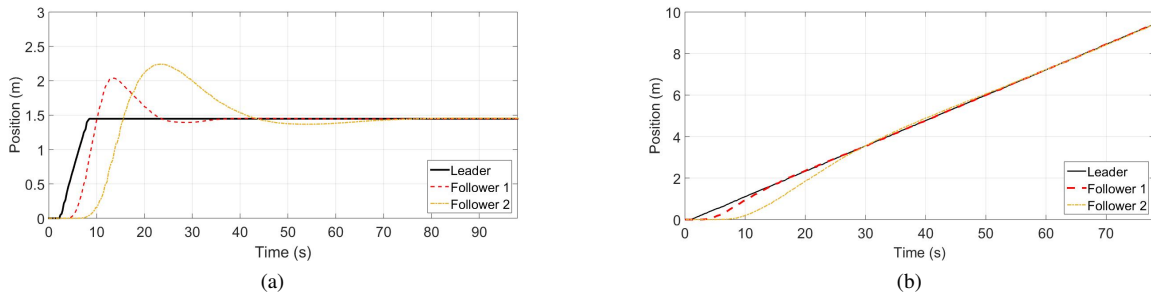 3
2.5
2
1.5
1
0.5
0
Position (m)
0 10 20 30 40 50 60 70 80 90
Time (s)
Leader
Follower 1
Follower 2
(a)
10
8
6
4
2
0
Position (m)
0 10 20 30 40 50 60 70
Time (s)
Leader
Follower 1
Follower 2
(b)